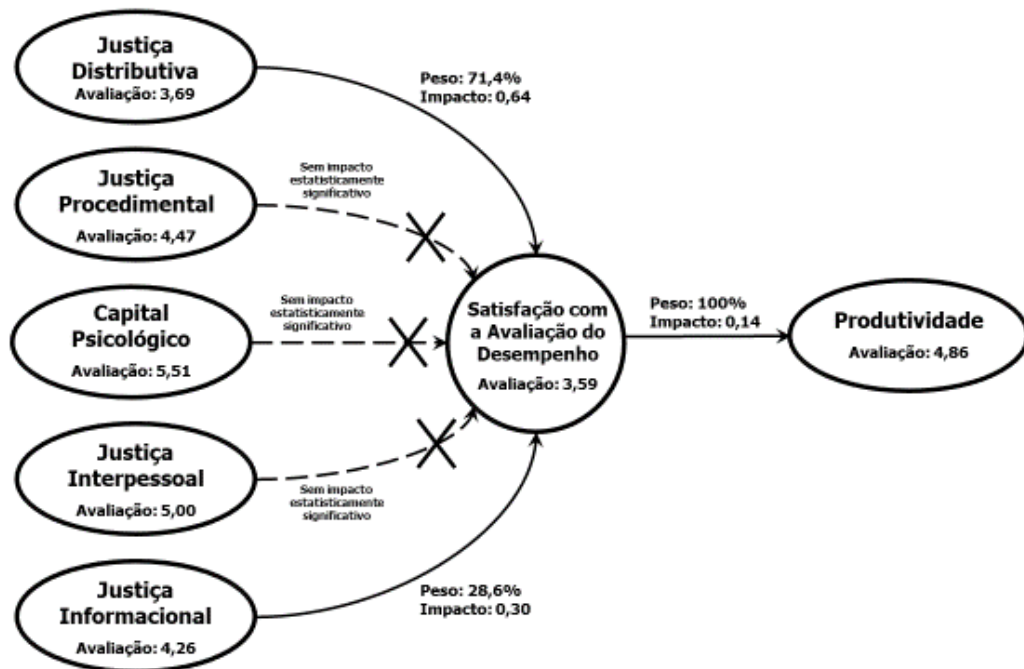 Justiça
Distributiva
Avaliação: 3,69
Peso: 71,4%
Impacto: 0,64
Justiça
Procedimental
Avaliação: 4,47
Sem impacto
estatisticamente
significativo
Capital
Psicológico
Avaliação: 5,51
Sem impacto
estatisticamente
significativo
Satisfação com
a Avaliação do
Desempenho
Avaliação: 3,59
Peso: 100%
Impacto: 0,14
Produtividade
Avaliação: 4,86
Justiça
Interpessoal
Avaliação: 5,00
Sem impacto
estatisticamente
significativo
Justiça
Informacional
Avaliação: 4,26
Peso: 28,6%
Impacto: 0,30